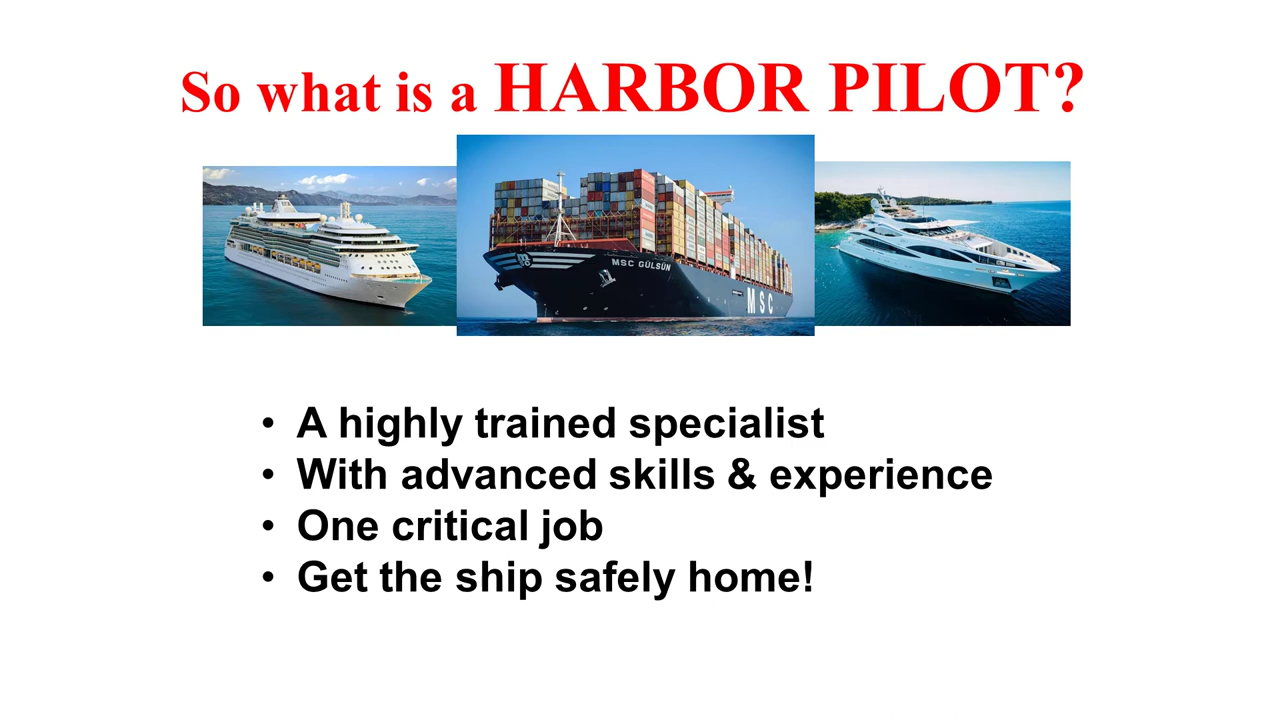 So what is a HARBOR PILOT?
MSC GÜLSÜN
MSC
• A highly trained specialist
• With advanced skills & experience
• One critical job
• Get the ship safely home!